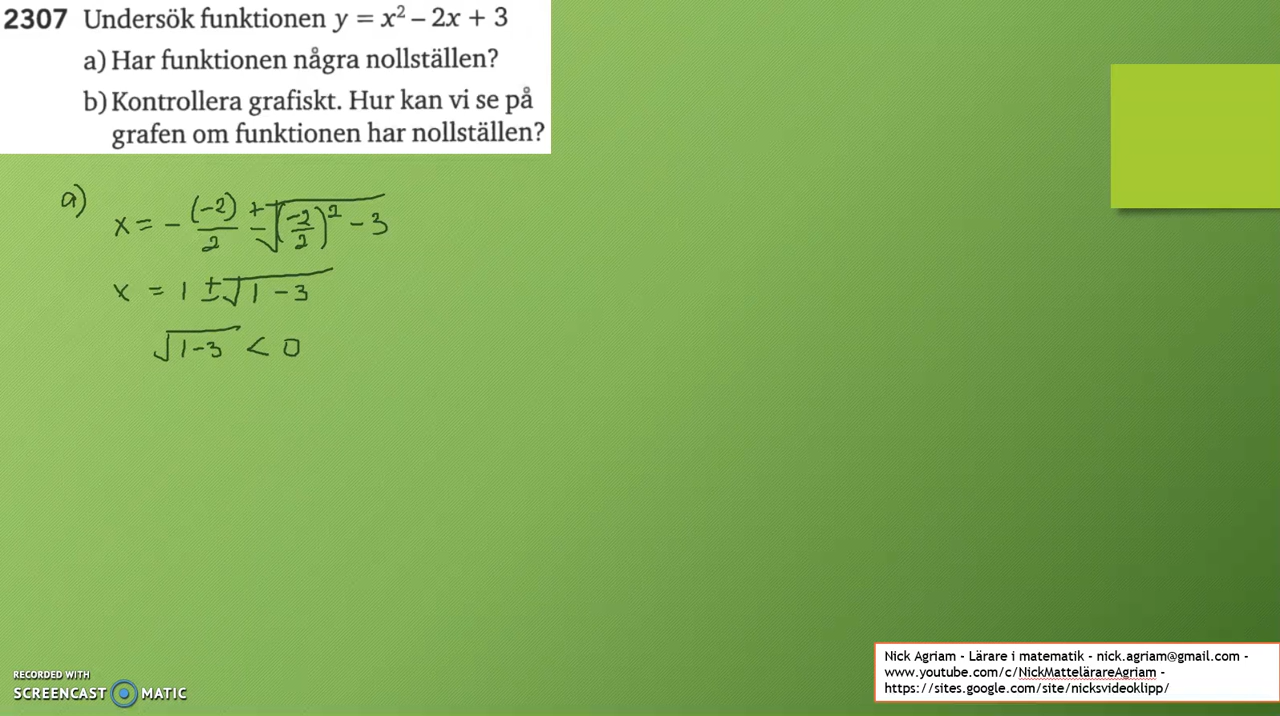 2307 Undersök funktionen y = x² – 2x + 3
a) Har funktionen några nollställen?
b) Kontrollera grafiskt. Hur kan vi se på
grafen om funktionen har nollställen?
a)
x = - (-2)/2 ± √((-2/2)² - 3)
x = 1 ± √(1 - 3)
√(1-3) < 0
Nick Agriam - Lärare i matematik - nick.agriam@gmail.com -
www.youtube.com/c/NickMattelärareAgriam -
https://sites.google.com/site/nicksvideoklipp/
RECORDED WITH
SCREENCAST MATIC